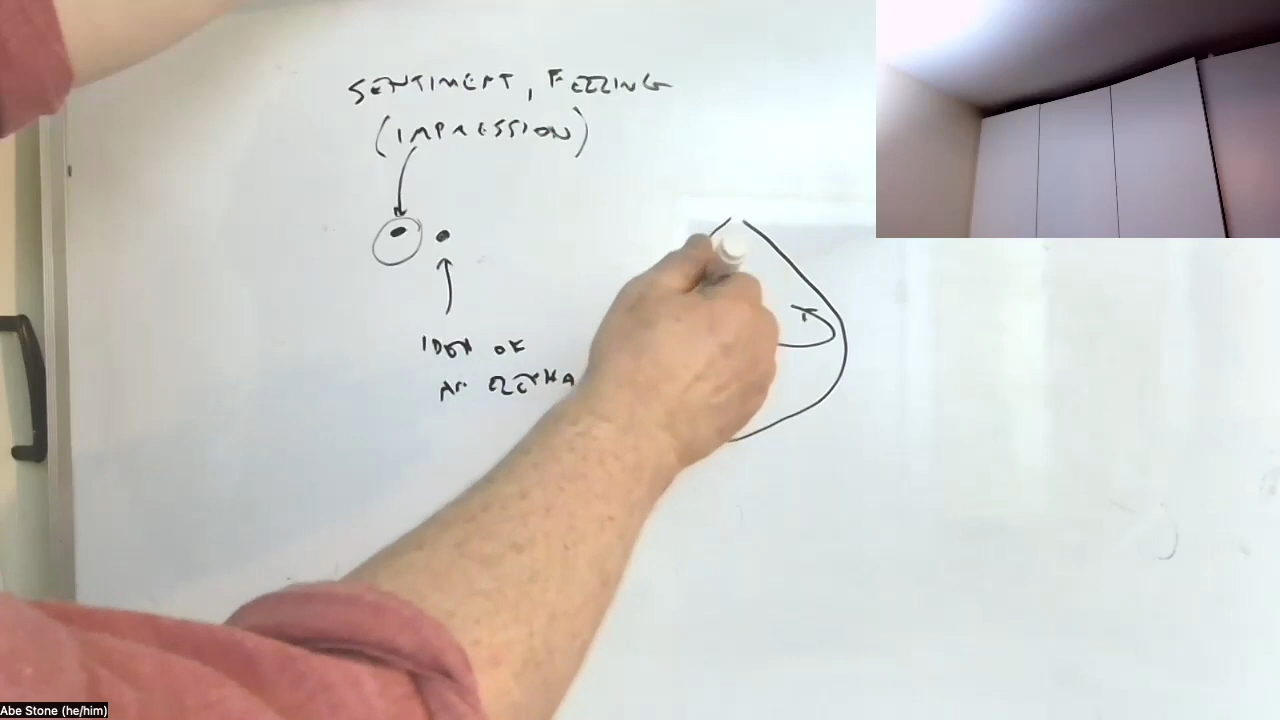 SENTIMENT, FEELING
(IMPRESSION)
IDEA OF
AN
Abe Stone (he/him)